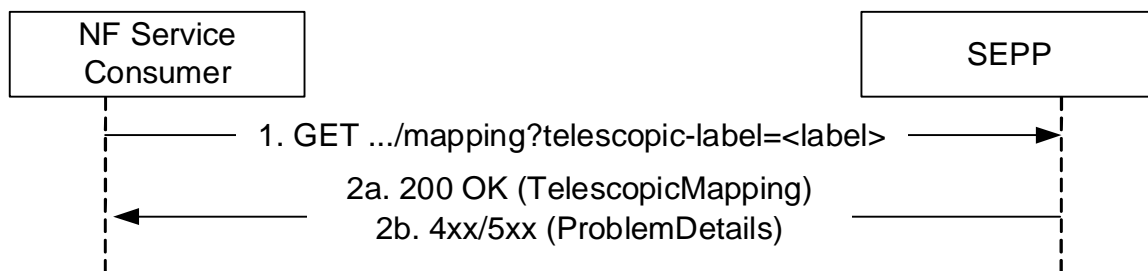 NF Service
Consumer
SEPP
1. GET .../mapping?telescopic-label=<label>
2a. 200 OK (TelescopicMapping)
2b. 4xx/5xx (ProblemDetails)